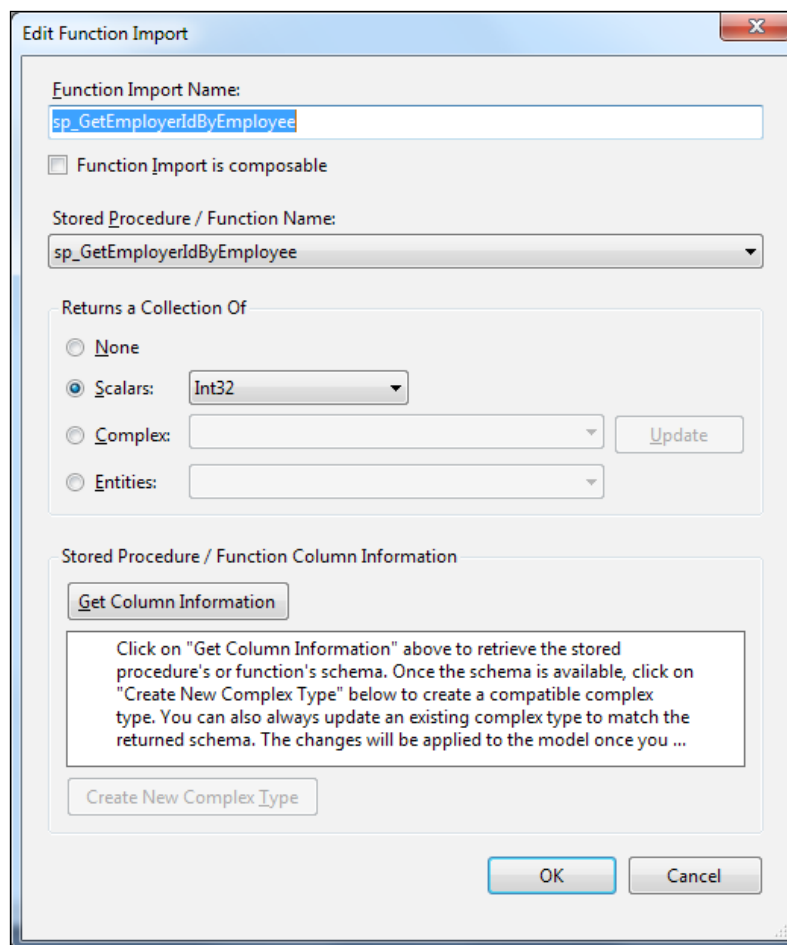 Edit Function Import
Function Import Name:
sp_GetEmployerIdByEmployee
Function Import is composable
Stored Procedure / Function Name:
sp_GetEmployerIdByEmployee
Returns a Collection Of
None
Scalars: Int32
Complex: Update
Entities:
Stored Procedure / Function Column Information
Get Column Information
Click on "Get Column Information" above to retrieve the stored
procedure's or function's schema. Once the schema is available, click on
"Create New Complex Type" below to create a compatible complex
type. You can also always update an existing complex type to match the
returned schema. The changes will be applied to the model once you ...
Create New Complex Type
OK Cancel